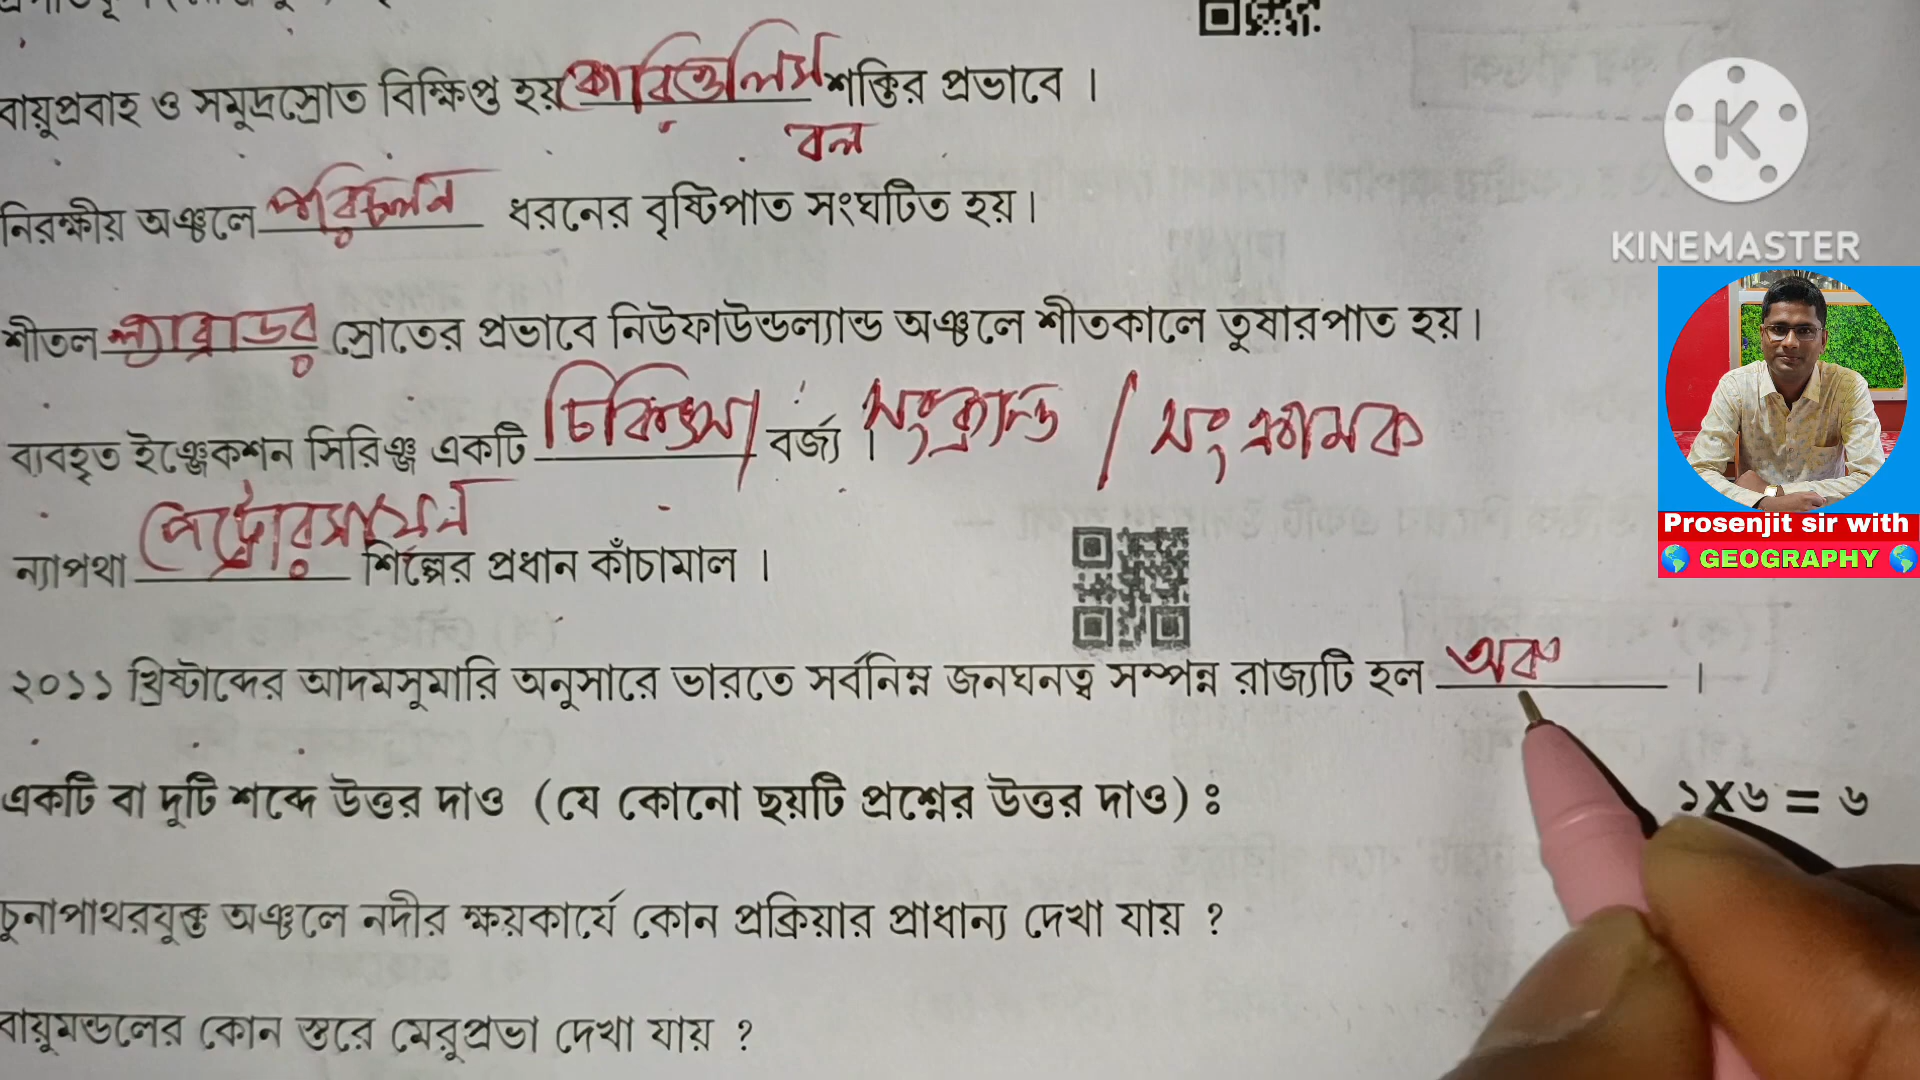 বায়ুপ্রবাহ ও সমুদ্রস্রোত বিক্ষিপ্ত হয় কোরিওলিস শক্তির প্রভাবে ।
বল
নিরক্ষীয় অঞ্চলে পরিচলন ধরনের বৃষ্টিপাত সংঘটিত হয় ।
শীতল ল্যাব্রাডর স্রোতের প্রভাবে নিউফাউন্ডল্যান্ড অঞ্চলে শীতকালে তুষারপাত হয় ।
ব্যবহৃত ইঞ্জেকশন সিরিঞ্জ একটি চিকিৎসা বর্জ্য । সংক্রান্ত / সংক্রামক
ন্যাপথা পেট্রোরসায়ন শিল্পের প্রধান কাঁচামাল ।
২০১১ খ্রিষ্টাব্দের আদমসুমারি অনুসারে ভারতে সর্বনিম্ন জনঘনত্ব সম্পন্ন রাজ্যটি হল অরু ।
একটি বা দুটি শব্দে উত্তর দাও (যে কোনো ছয়টি প্রশ্নের উত্তর দাও) ঃ ১X৬ = ৬
চুনাপাথরযুক্ত অঞ্চলে নদীর ক্ষয়কার্যে কোন প্রক্রিয়ার প্রাধান্য দেখা যায় ?
বায়ুমন্ডলের কোন স্তরে মেরুপ্রভা দেখা যায় ?
KINEMASTER
Prosenjit sir with
GEOGRAPHY